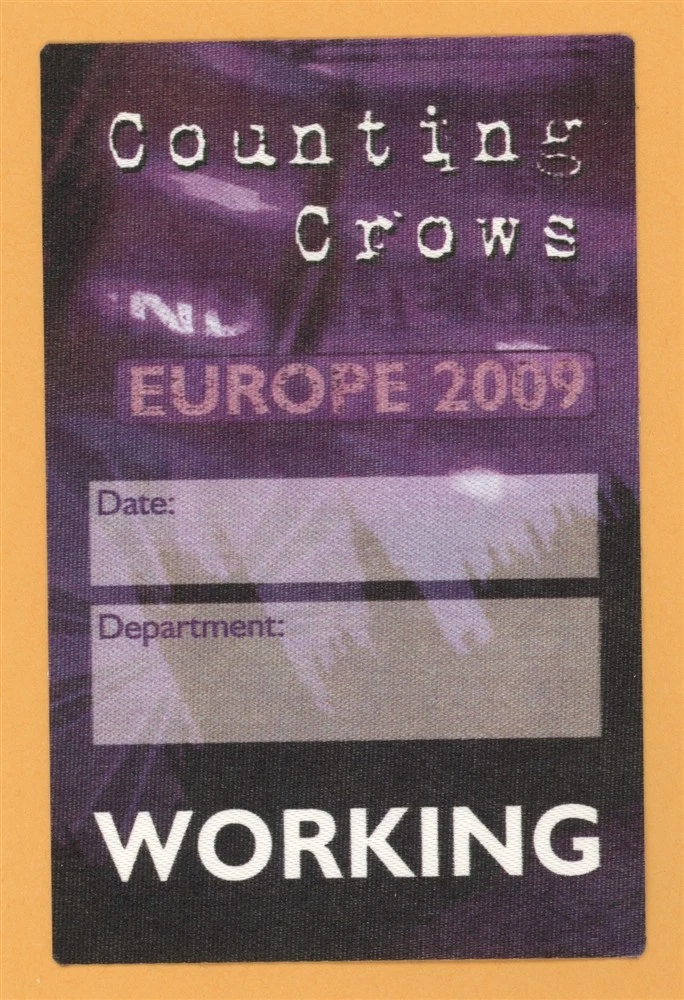 Counting
Crows
EUROPE 2009
Date:
Department:
WORKING